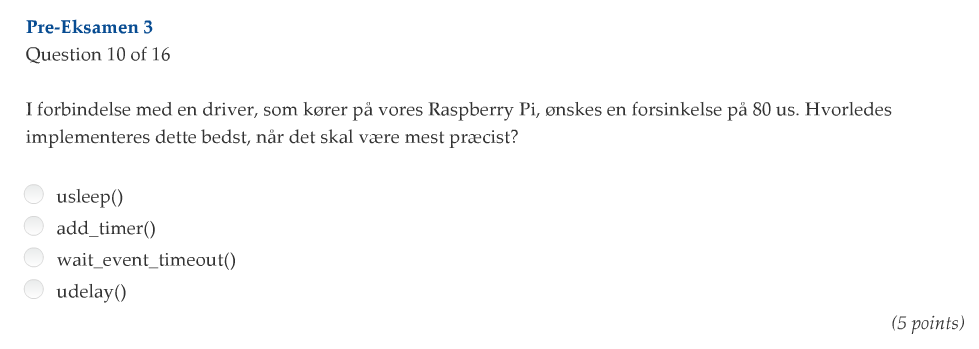 Pre-Eksamen 3
Question 10 of 16
I forbindelse med en driver, som kører på vores Raspberry Pi, ønskes en forsinkelse på 80 us. Hvorledes
implementeres dette bedst, når det skal være mest præcist?
usleep()
add_timer()
wait_event_timeout()
udelay()
(5 points)